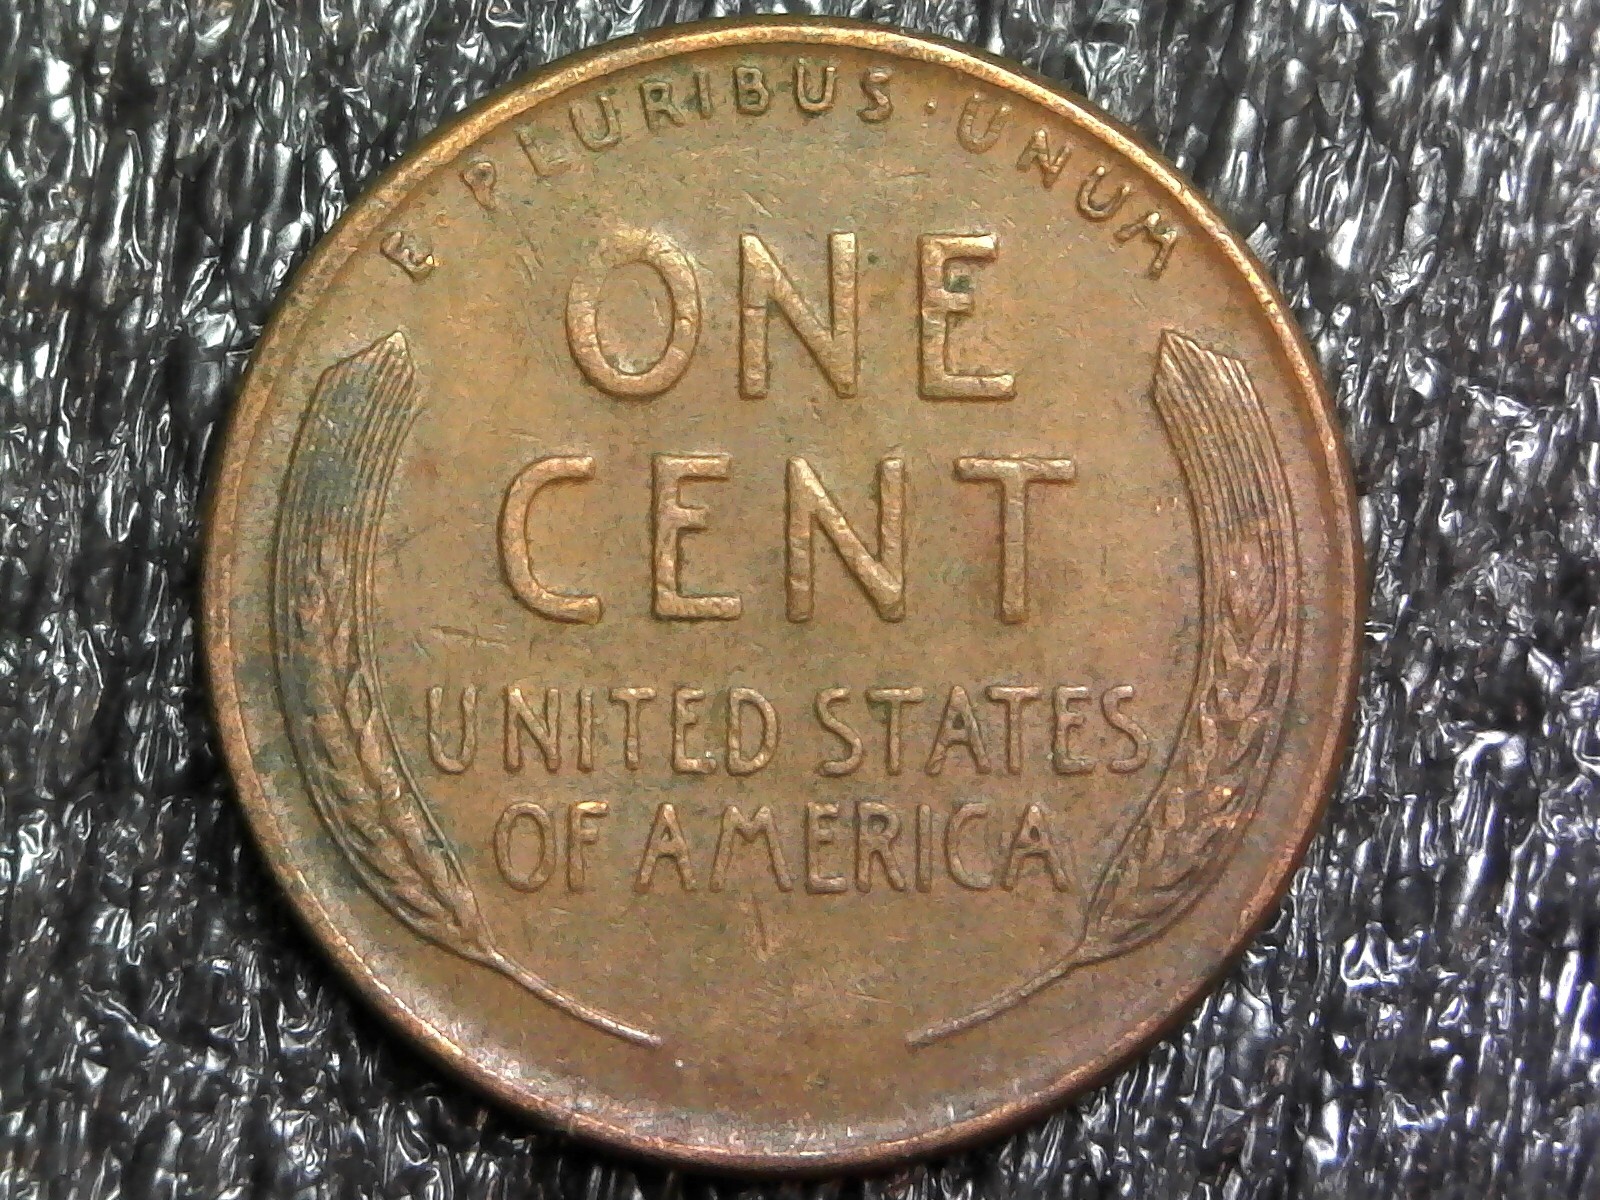 E PLURIBUS · UNUM
ONE
CENT
UNITED STATES
OF AMERICA